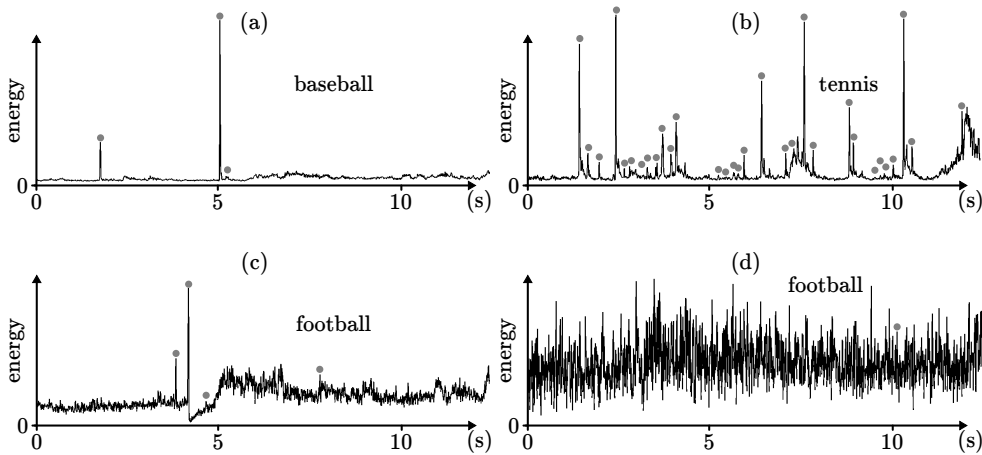 (a)
baseball
energy
0
0 5 10 (s)
(b)
tennis
energy
0
0 5 10 (s)
(c)
football
energy
0
0 5 10 (s)
(d)
football
energy
0
0 5 10 (s)